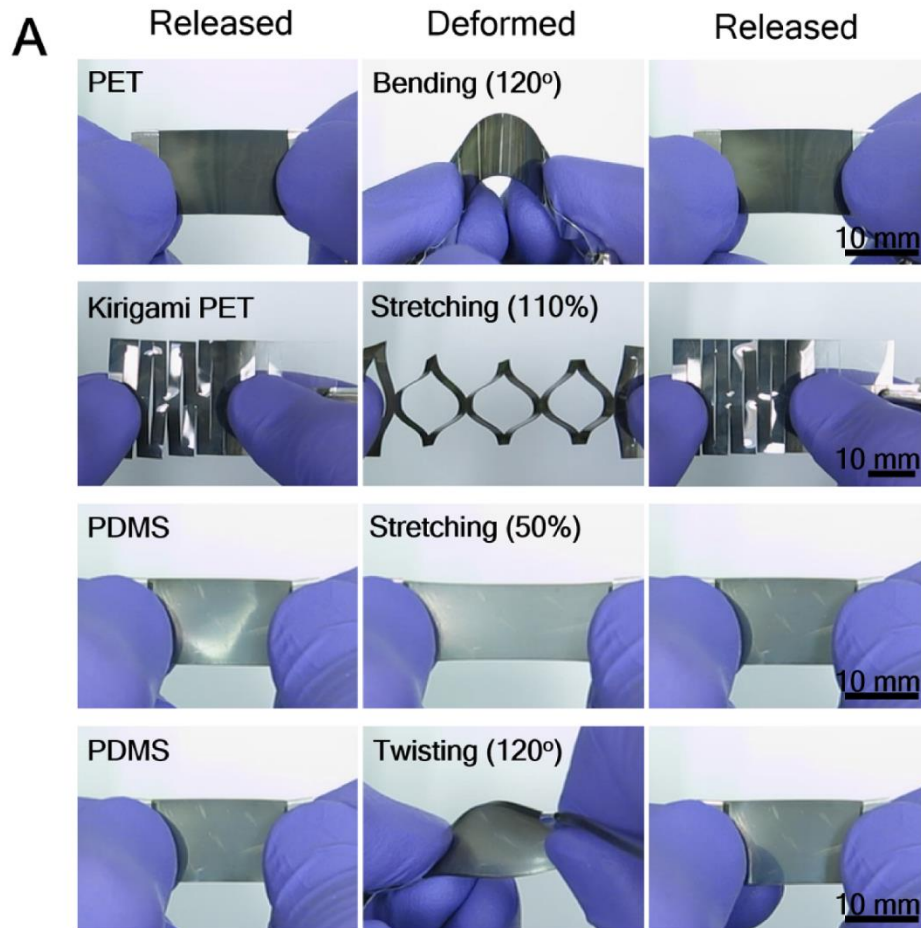 A
Released
Deformed
Released
PET
Bending (120°)
10 mm
Kirigami PET
Stretching (110%)
10 mm
PDMS
Stretching (50%)
10 mm
PDMS
Twisting (120°)
10 mm